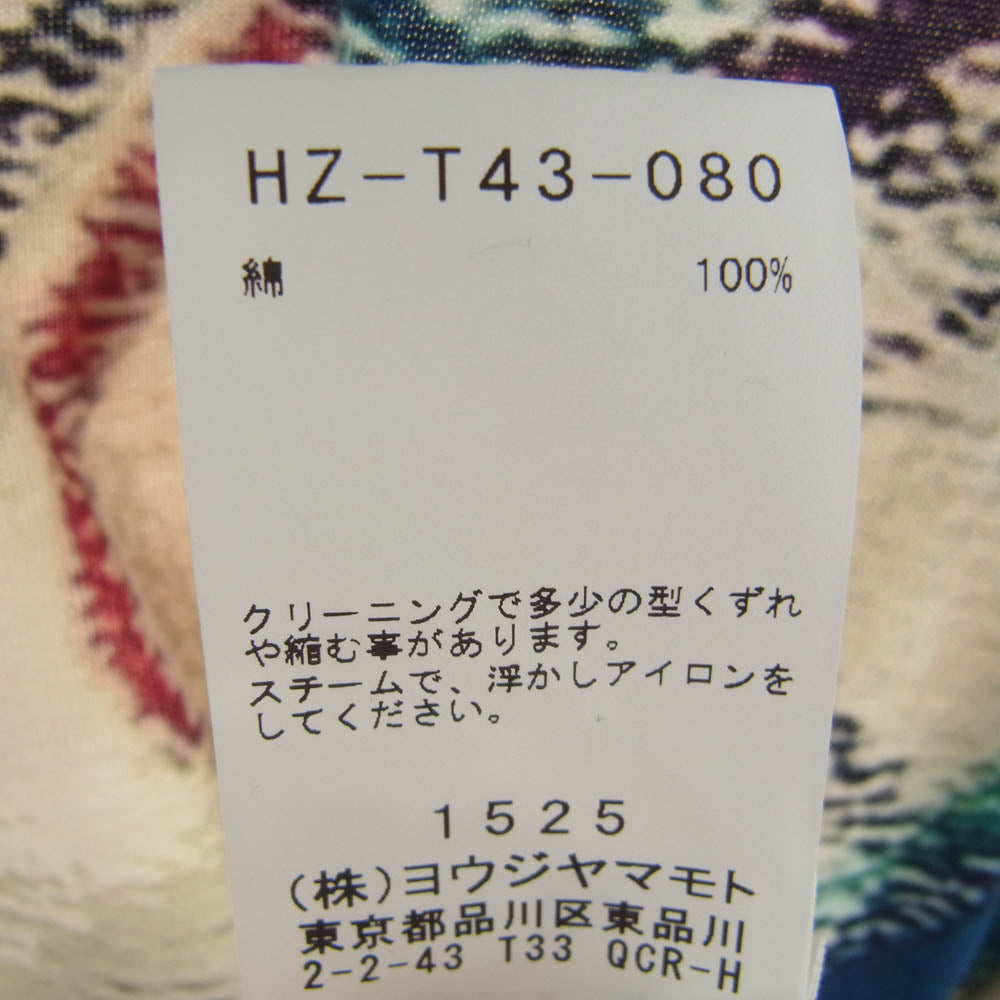 HZ-T43-080
綿 100%
クリーニングで多少の型くずれ
や縮む事があります。
スチームで、浮かしアイロンを
してください。
1525
(株)ヨウジヤマモト
東京都品川区東品川
2-2-43 T33 QCR-H